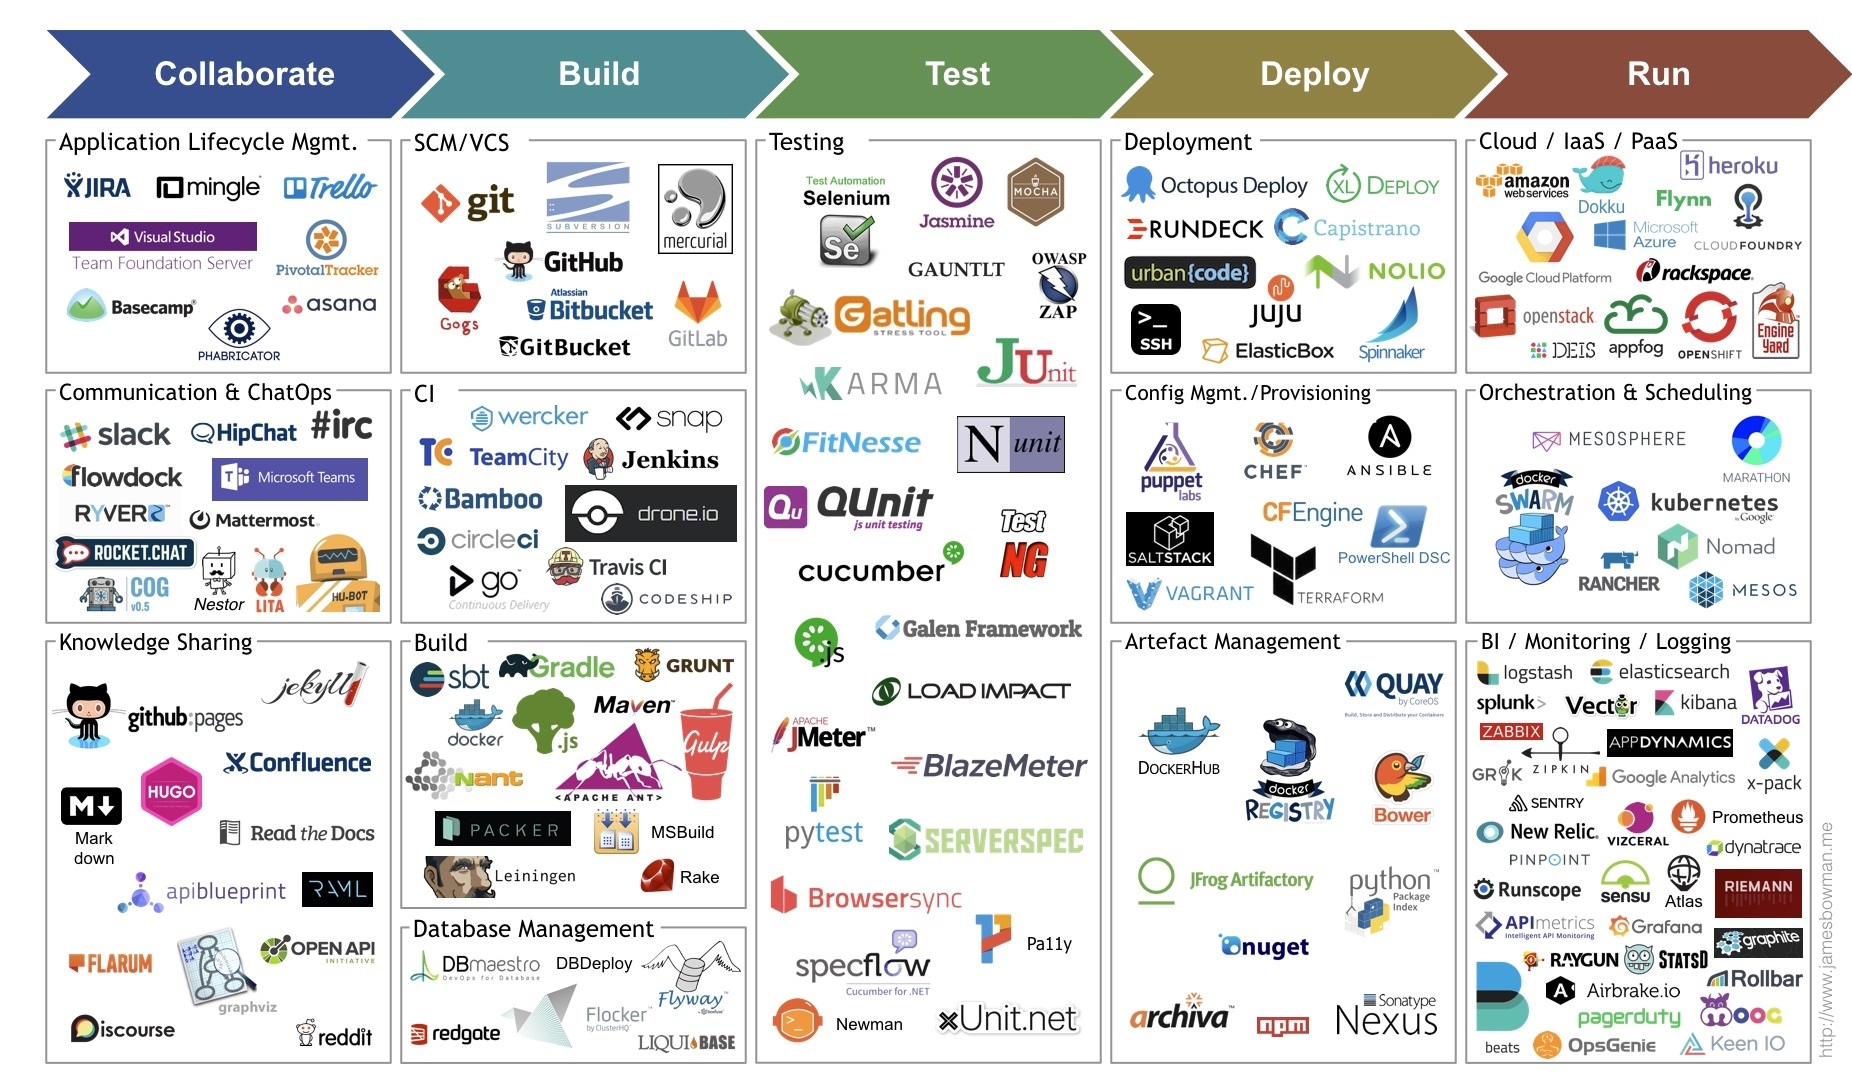 Collaborate
Build
Test
Deploy
Run
Application Lifecycle Mgmt.
JIRA
mingle
Trello
Visual Studio
Team Foundation Server
PivotalTracker
Basecamp
asana
PHABRICATOR
Communication & ChatOps
slack
HipChat
#irc
flowdock
Microsoft Teams
RYVER
Mattermost
ROCKET.CHAT
COG
v0.5
Nestor
LITA
HU-BOT
Knowledge Sharing
jekyll
github:pages
Confluence
HUGO
Mark
down
Read the Docs
apiblueprint
RAML
FLARUM
graphviz
OPEN API
INITIATIVE
Discourse
reddit
SCM/VCS
git
SUBVERSION
mercurial
GitHub
Gogs
Atlassian
Bitbucket
GitLab
GitBucket
CI
wercker
snap
TC TeamCity
Jenkins
Bamboo
drone.io
circleci
Travis CI
go
Continuous Delivery
CODESHIP
Build
sbt
Gradle
GRUNT
docker
.js
Maven
Gulp
Nant
<APACHE ANT>
PACKER
MSBuild
Leiningen
Rake
Database Management
DBmaestro
DevOps for Database
DBDeploy
Flyway
Flocker
by ClusterHQ
redgate
LIQUIBASE
Testing
Test Automation
Selenium
Se
Jasmine
MOCHA
GAUNTLT
OWASP
ZAP
Gatling
STRESS TOOL
KARMA
JUnit
FitNesse
N unit
Qu QUnit
js unit testing
Test
NG
cucumber
.js
Galen Framework
LOAD IMPACT
APACHE
JMeter™
BlazeMeter
pytest
SERVERSPEC
Browsersync
Pa11y
specflow
Cucumber for .NET
Newman
xUnit.net
Deployment
Octopus Deploy
XL DEPLOY
RUNDECK
Capistrano
urban{code}
NOLIO
>_
SSH
JUJU
ElasticBox
Spinnaker
Config Mgmt./Provisioning
puppet
labs
CHEF
A
ANSIBLE
CFEngine
SALTSTACK
PowerShell DSC
VAGRANT
TERRAFORM
Artefact Management
DOCKERHUB
QUAY
by CoreOS
Build, Store and Distribute your Containers
docker
REGISTRY
Bower
JFrog Artifactory
python™
Package
Index
nuget
archiva™
npm
Sonatype
Nexus
Cloud / IaaS / PaaS
amazon
webservices
Dokku
heroku
Flynn
Google Cloud Platform
Microsoft
Azure
CLOUDFOUNDRY
rackspace
openstack
DEIS
appfog
OPENSHIFT
Engine
Yard
Orchestration & Scheduling
MESOSPHERE
MARATHON
docker
SWARM
kubernetes
by Google
Nomad
RANCHER
MESOS
BI / Monitoring / Logging
logstash
elasticsearch
splunk>
Vector
kibana
DATADOG
ZABBIX
APPDYNAMICS
GROK
ZIPKIN
Google Analytics
x-pack
SENTRY
New Relic
VIZCERAL
Prometheus
PINPOINT
dynatrace
Runscope
sensu
Atlas
RIEMANN
APImetrics
Intelligent API Monitoring
Grafana
graphite
RAYGUN
STATSD
Rollbar
Airbrake.io
pagerduty
MOOG
beats
OpsGenie
Keen IO
http://www.jamesbowman.me